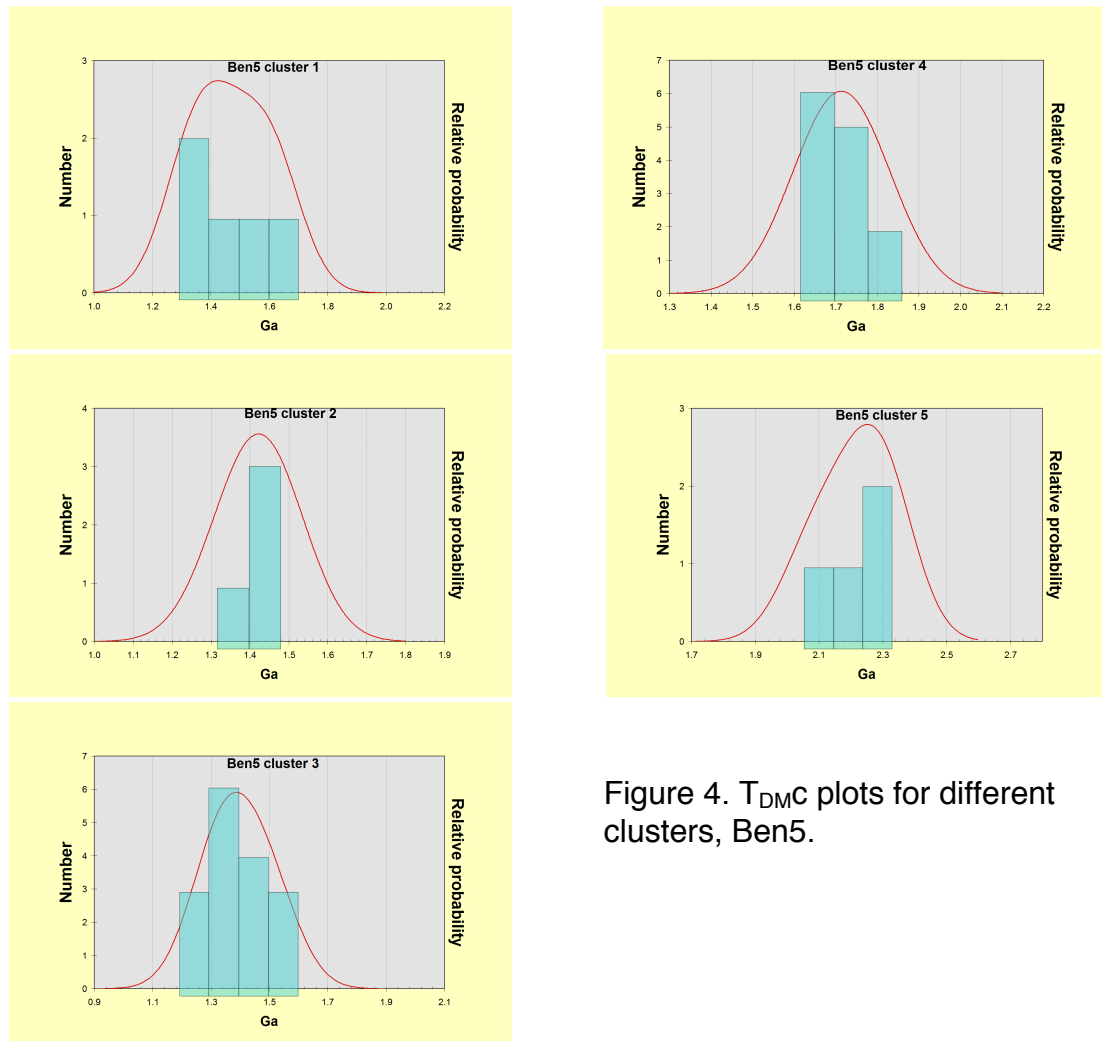 Ben5 cluster 1
3
2
1
0
Number
Relative probability
1.0 1.2 1.4 1.6 1.8 2.0 2.2
Ga
Ben5 cluster 4
7
6
5
4
3
2
1
0
Number
Relative probability
1.3 1.4 1.5 1.6 1.7 1.8 1.9 2.0 2.1 2.2
Ga
Ben5 cluster 2
4
3
2
1
0
Number
Relative probability
1.0 1.1 1.2 1.3 1.4 1.5 1.6 1.7 1.8 1.9
Ga
Ben5 cluster 5
3
2
1
0
Number
Relative probability
1.7 1.9 2.1 2.3 2.5 2.7
Ga
Ben5 cluster 3
7
6
5
4
3
2
1
0
Number
Relative probability
0.9 1.1 1.3 1.5 1.7 1.9 2.1
Ga
Figure 4. TDMC plots for different
clusters, Ben5.